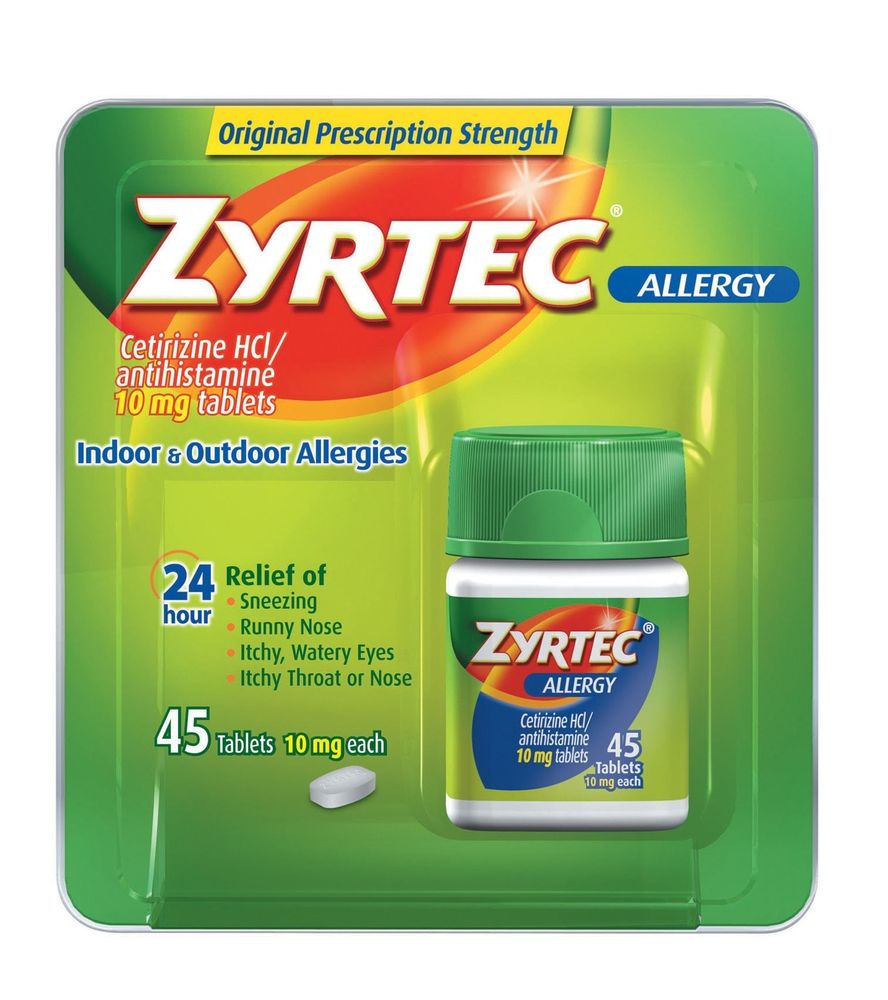 Original Prescription Strength
ZYRTEC®
ALLERGY
Cetirizine HCl/
antihistamine
10 mg tablets
Indoor & Outdoor Allergies
24
hour
Relief of
• Sneezing
• Runny Nose
• Itchy, Watery Eyes
• Itchy Throat or Nose
45 Tablets 10 mg each
ZYRTEC®
ALLERGY
Cetirizine HCl/
antihistamine
10 mg tablets
45
Tablets
10 mg each